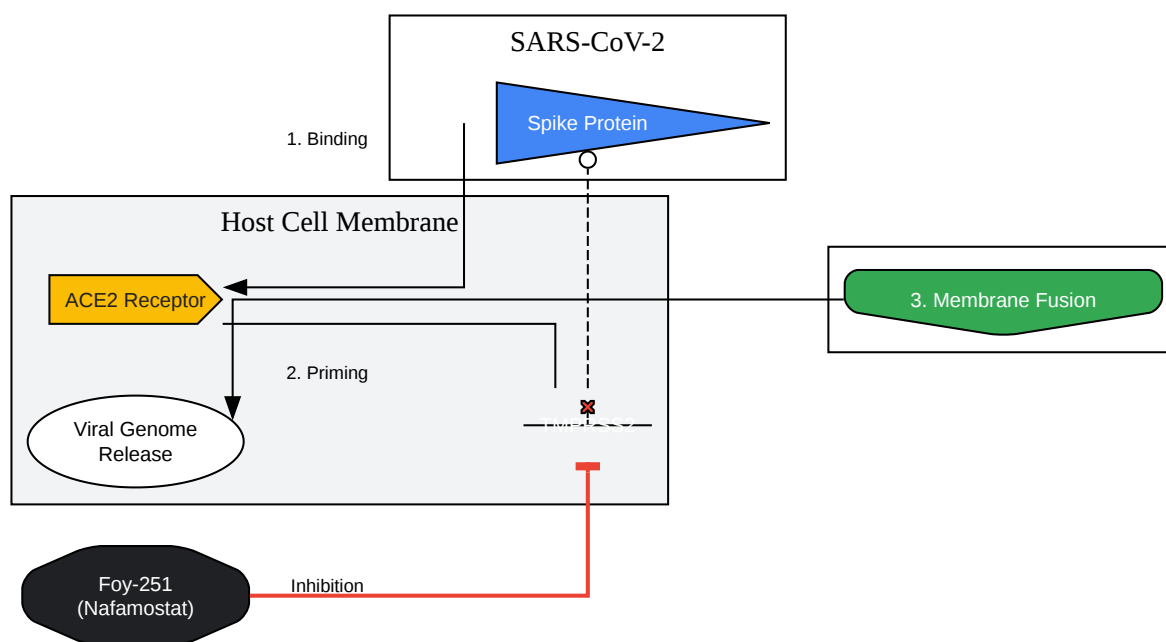 SARS-CoV-2
Spike Protein
1. Binding
Host Cell Membrane
ACE2 Receptor
3. Membrane Fusion
2. Priming
TMPRSS2
Viral Genome
Release
Foy-251
(Nafamostat)
Inhibition